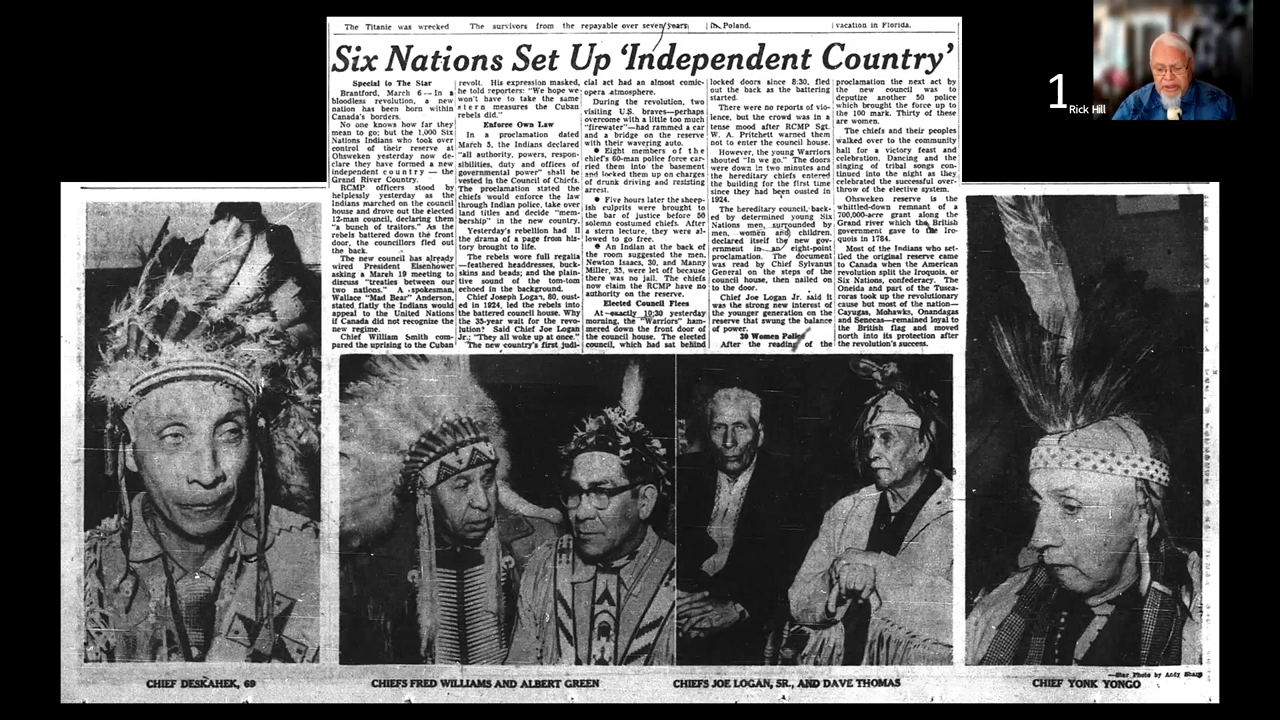 The Titanic was wrecked
The survivors from the repayable over seven years
in Poland.
vacation in Florida.
Six Nations Set Up ‘Independent Country’
Special to The Star
Brantford, March 6—In a
bloodless revolution, a new
nation has been born within
Canada's borders.
No one knows how far they
mean to go; but the 1,000 Six
Nations Indians who took over
control of their reserve at
Ohsweken yesterday now de-
clare they have formed a new
independent country — the
Grand River Country.
RCMP officers stood by
helplessly yesterday as the
Indians marched on the council
house and drove out the elected
12-man council, declaring them
"a bunch of traitors." As the
rebels battered down the front
door, the councillors fled out
the back.
The new council has already
wired President Eisenhower
asking a March 19 meeting to
discuss "treaties between our
two nations." A spokesman,
Wallace "Mad Bear" Anderson,
stated flatly the Indians would
appeal to the United Nations
if Canada did not recognize the
new regime.
Chief William Smith com-
pared the uprising to the Cuban
revolt. His expression masked,
he told reporters: "We hope we
won't have to take the same
stern measures the Cuban
rebels did."
Enforce Own Law
In a proclamation dated
March 5, the Indians declared
"all authority, powers, respon-
sibilities, duty and offices of
governmental power" shall be
vested in the Council of Chiefs.
The proclamation stated the
chiefs would enforce the law
through Indian police, take over
land titles and decide "mem-
bership" in the new country.
Yesterday's rebellion had
the drama of a page from his-
tory brought to life.
The rebels wore full regalia
—feathered headdresses, buck-
skins and beads; and the plain-
tive sound of the tom-tom
echoed in the background.
Chief Joseph Logan, 80, oust-
ed in 1924, led the rebels into
the battered council house. Why
the 35-year wait for the revo-
lution? Said Chief Joe Logan
Jr.: "They all woke up at once."
The new country's first judi-
cial act had an almost comic-
opera atmosphere.
During the revolution, two
visiting U.S. braves—perhaps
overcome with a little too much
"firewater"—had rammed a car
and a bridge on the reserve
with their wavering auto.
● Eight members of the
chief's 60-man police force car-
ried them into the basement
and locked them up on charges
of drunk driving and resisting
arrest.
● Five hours later the sheep-
ish culprits were brought to
the bar of justice before 50
solemn costumed chiefs. After
a stern lecture, they were al-
lowed to go free.
● An Indian at the back of
the room suggested the men,
Newton Isaacs, 30, and Manny
Miller, 35, were let off because
there was no jail. The chiefs
now claim the RCMP have no
authority on the reserve.
Elected Council Flees
At exactly 10:30 yesterday
morning, the "Warriors" ham-
mered down the front door of
the council house. The elected
council, which had sat behind
locked doors since 8:30, fled
out the back as the battering
started.
There were no reports of vio-
lence, but the crowd was in a
tense mood after RCMP Sgt.
W. A. Pritchett warned them
not to enter the council house.
However, the young Warriors
shouted "In we go." The doors
were down in two minutes and
the hereditary chiefs entered
the building for the first time
since they had been ousted in
1924.
The hereditary council, back-
ed by determined young Six
Nations men, surrounded by
men, women and children,
declared itself the new gov-
ernment in an eight-point
proclamation. The document
was read by Chief Sylvanus
General on the steps of the
council house, then nailed on
to the door.
Chief Joe Logan Jr. said it
was the strong new interest of
the younger generation on the
reserve that swung the balance
of power.
30 Women Police
After the reading of the
proclamation the next act by
the new council was to
deputize another 50 police
which brought the force up to
the 100 mark. Thirty of these
are women.
The chiefs and their peoples
walked over to the community
hall for a victory feast and
celebration. Dancing and the
singing of tribal songs con-
tinued into the night as they
celebrated the successful over-
throw of the elective system.
Ohsweken reserve is the
whittled-down remnant of a
700,000-acre grant along the
Grand river which the British
government gave to the Iro-
quois in 1784.
Most of the Indians who set-
tled the original reserve came
to Canada when the American
revolution split the Iroquois, or
Six Nations, confederacy. The
Oneida and part of the Tusca-
roras took up the revolutionary
cause but most of the nation—
Cayugas, Mohawks, Onandagas
and Senecas—remained loyal to
the British flag and moved
north into its protection after
the revolution's success.
—Star Photo by Andy Sharp
CHIEF DESKAHEK, 69
CHIEFS FRED WILLIAMS AND ALBERT GREEN
CHIEFS JOE LOGAN, SR., AND DAVE THOMAS
CHIEF YONK YONGO
1
Rick Hill